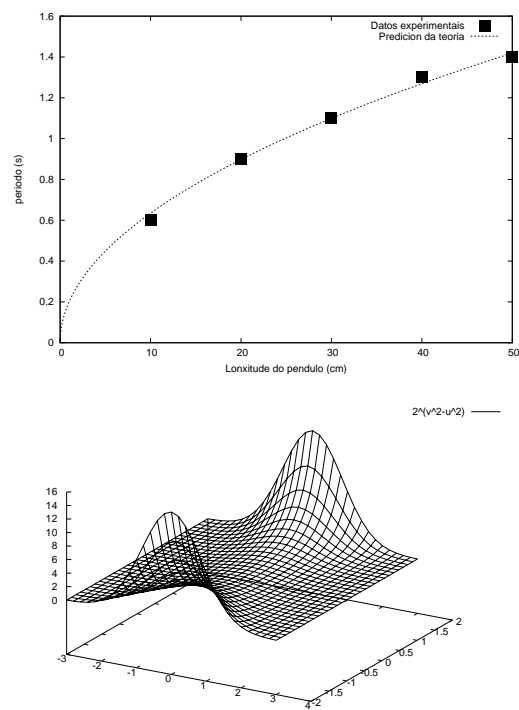 1.6
1.4
1.2
1
0.8
0.6
0.4
0.2
0
periodo (s)
Datos experimentais
Predicion da teoria
0 10 20 30 40 50
Lonxitude do pendulo (cm)
2^(v^2-u^2)
16
14
12
10
8
6
4
2
0
-3 -2 -1 0 1 2 3 4
-2 -1.5 -1 -0.5 0 0.5 1 1.5 2